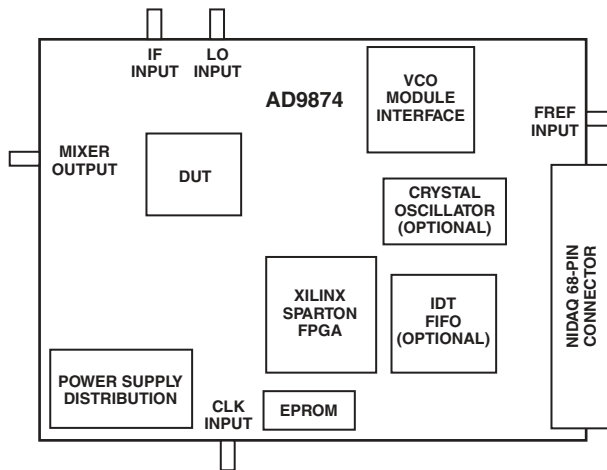 IF
INPUT
LO
INPUT
AD9874
VCO
MODULE
INTERFACE
FREF
INPUT
MIXER
OUTPUT
DUT
CRYSTAL
OSCILLATOR
(OPTIONAL)
NIDAQ 68-PIN
CONNECTOR
XILINX
SPARTON
FPGA
IDT
FIFO
(OPTIONAL)
POWER SUPPLY
DISTRIBUTION
CLK
INPUT
EPROM